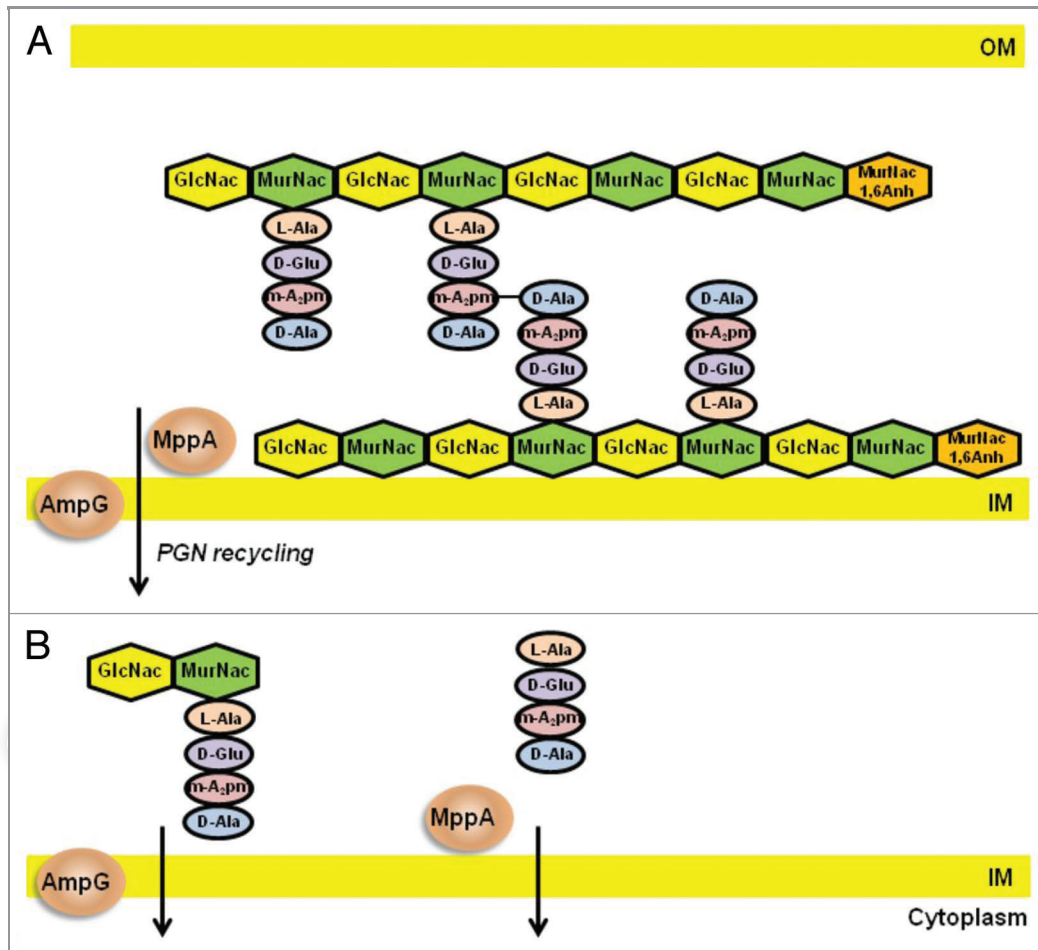 A
OM
GlcNac MurNac GlcNac MurNac GlcNac MurNac GlcNac MurNac MurNac
1,6Anh
L-Ala L-Ala
D-Glu D-Glu
m-A₂pm m-A₂pm D-Ala D-Ala
D-Ala D-Ala m-A₂pm m-A₂pm
D-Glu D-Glu
L-Ala L-Ala
MppA
GlcNac MurNac GlcNac MurNac GlcNac MurNac GlcNac MurNac MurNac
1,6Anh
AmpG IM
PGN recycling
B
L-Ala
GlcNac MurNac D-Glu
L-Ala m-A₂pm
D-Glu D-Ala
m-A₂pm
D-Ala MppA
AmpG IM
Cytoplasm